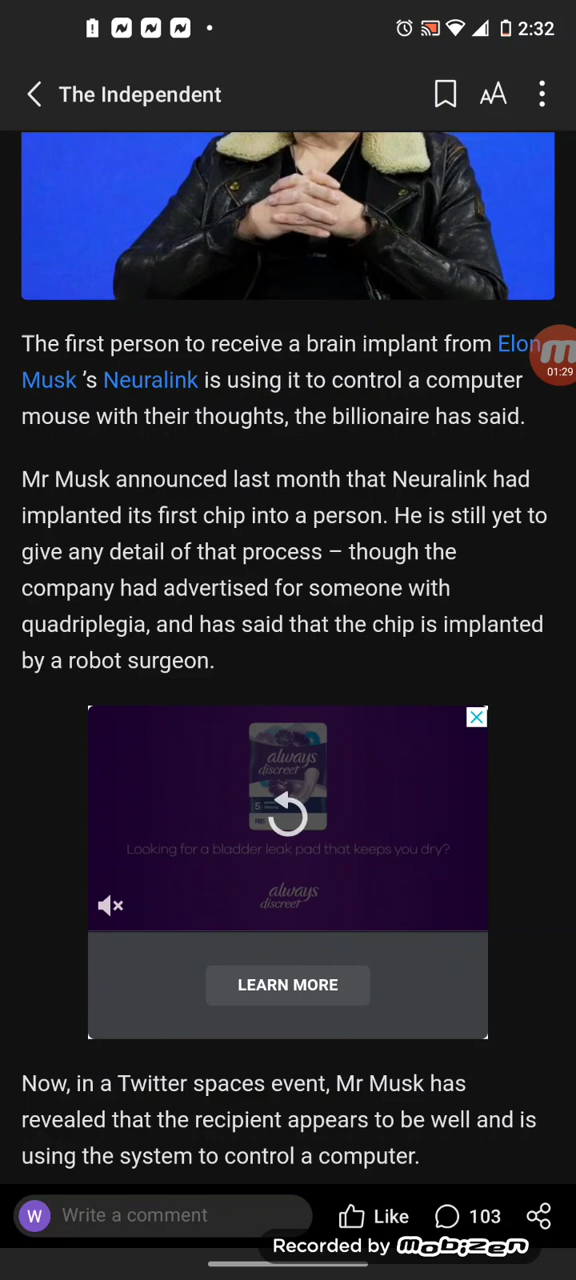 2:32
The Independent
The first person to receive a brain implant from Elon
Musk 's Neuralink is using it to control a computer
mouse with their thoughts, the billionaire has said.
01:29
Mr Musk announced last month that Neuralink had
implanted its first chip into a person. He is still yet to
give any detail of that process – though the
company had advertised for someone with
quadriplegia, and has said that the chip is implanted
by a robot surgeon.
always
discreet
5
Looking for a bladder leak pad that keeps you dry?
always
discreet
LEARN MORE
Now, in a Twitter spaces event, Mr Musk has
revealed that the recipient appears to be well and is
using the system to control a computer.
W
Write a comment
Like
103
Recorded by mobizen